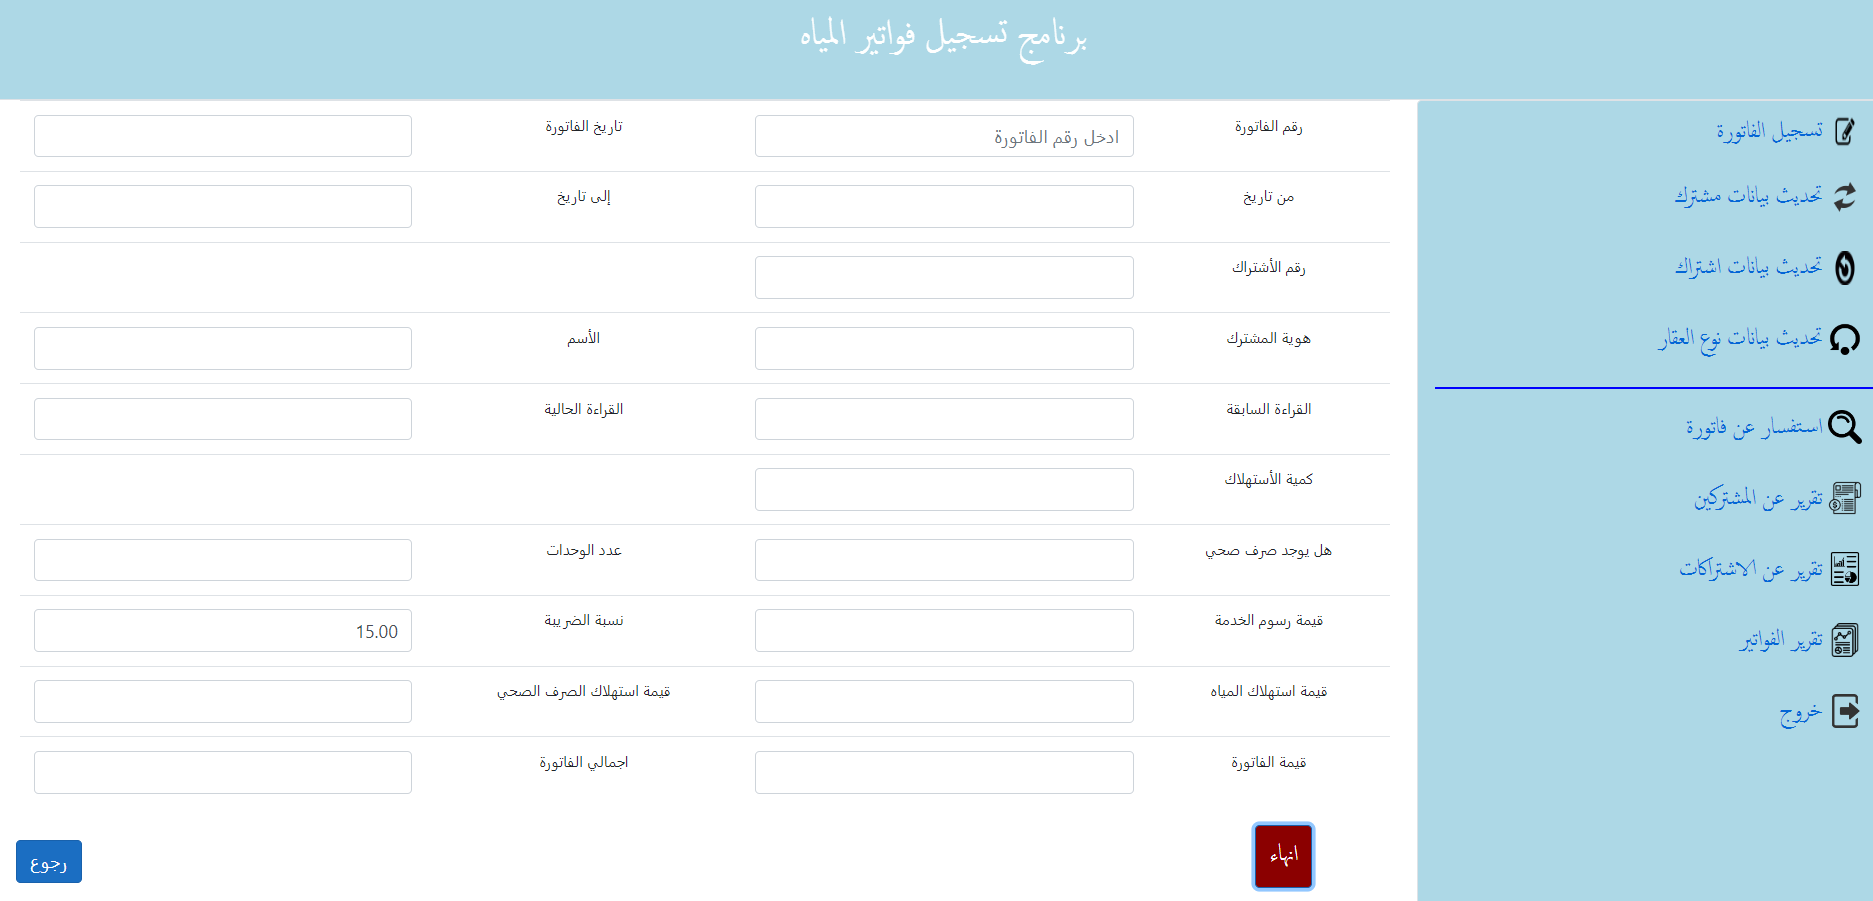 برنامج تسجيل فواتير المياه
تسجيل الفاتورة
تحديث بيانات مشترك
تحديث بيانات اشتراك
تحديث بيانات نوع العقار
استفسار عن فاتورة
تقرير عن المشتركين
تقرير عن الاشتراكات
تقرير الفواتير
خروج
رقم الفاتورة ادخل رقم الفاتورة تاريخ الفاتورة
من تاريخ إلى تاريخ
رقم الأشتراك
هوية المشترك الأسم
القراءة السابقة القراءة الحالية
كمية الأستهلاك
هل يوجد صرف صحي عدد الوحدات
قيمة رسوم الخدمة نسبة الضريبة 15.00
قيمة استهلاك المياه قيمة استهلاك الصرف الصحي
قيمة الفاتورة اجمالي الفاتورة
انهاء رجوع